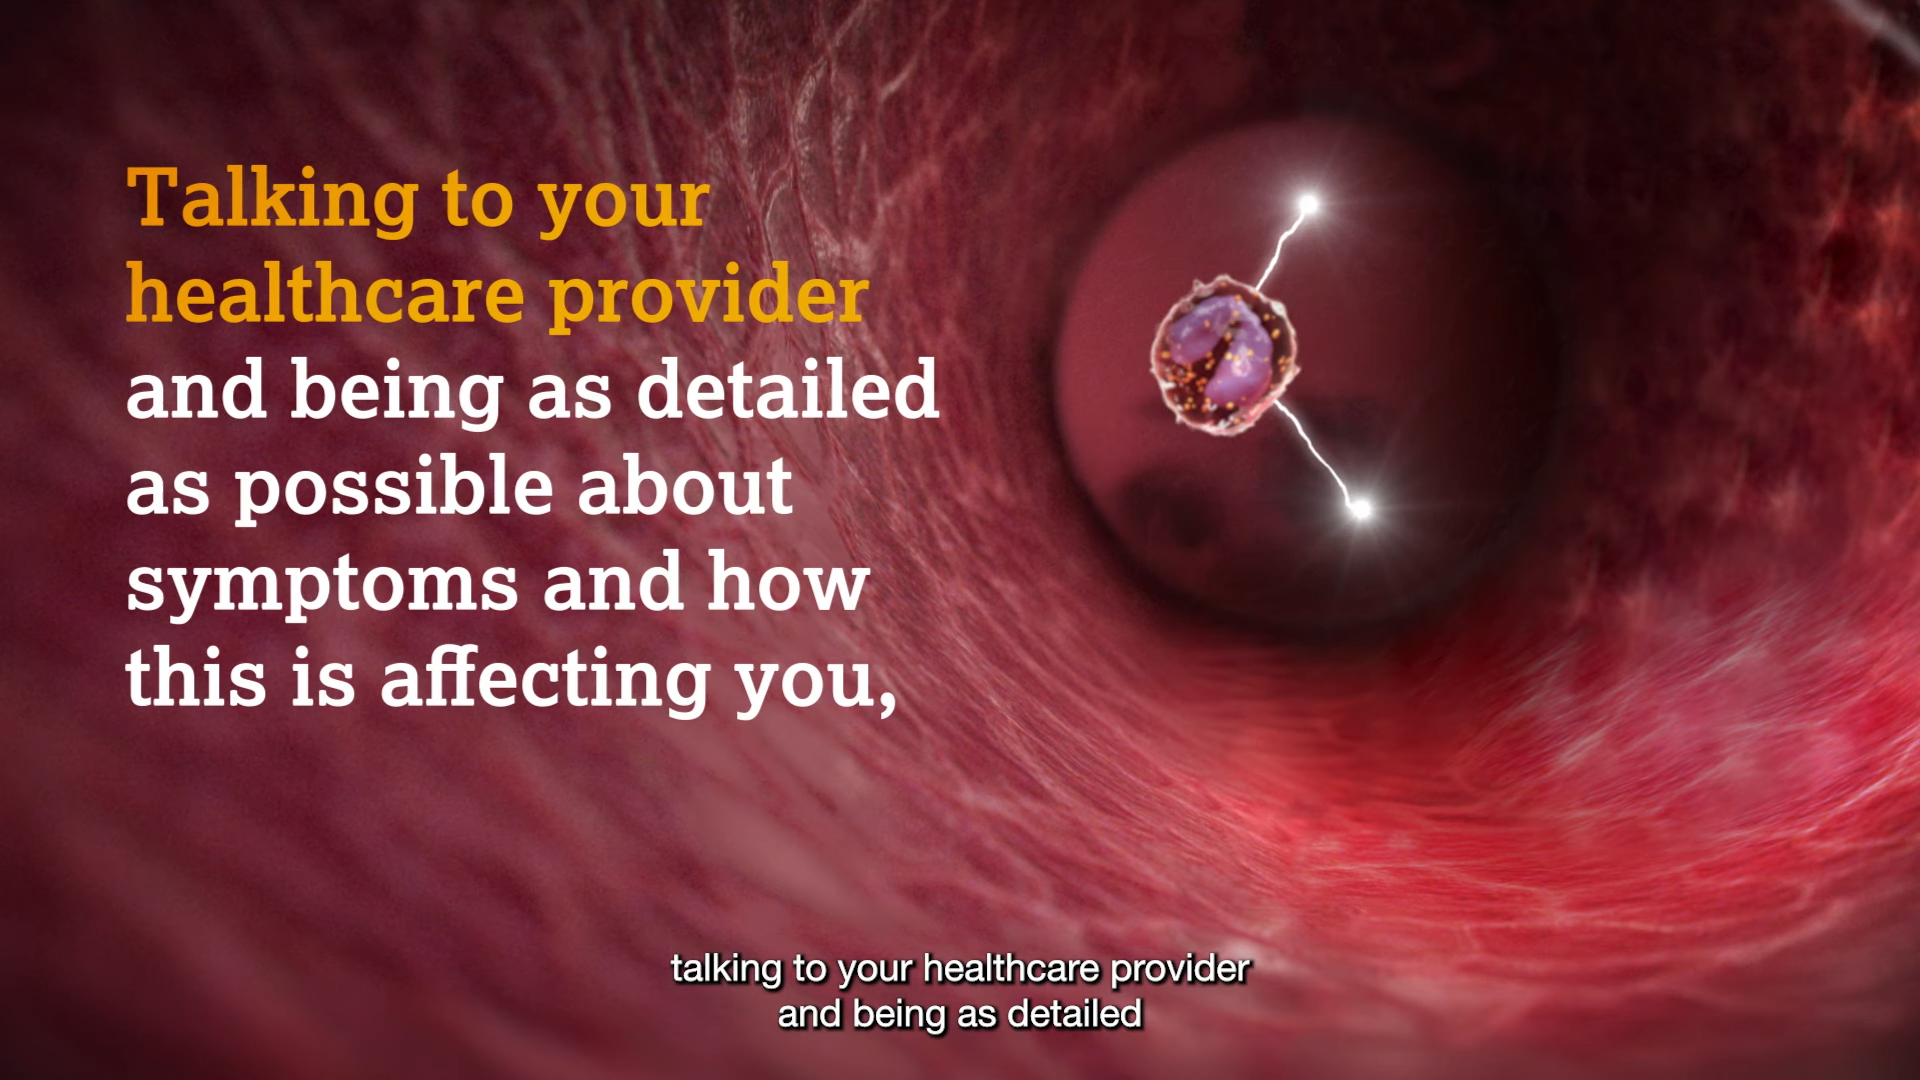 Talking to your
healthcare provider
and being as detailed
as possible about
symptoms and how
this is affecting you,
talking to your healthcare provider
and being as detailed